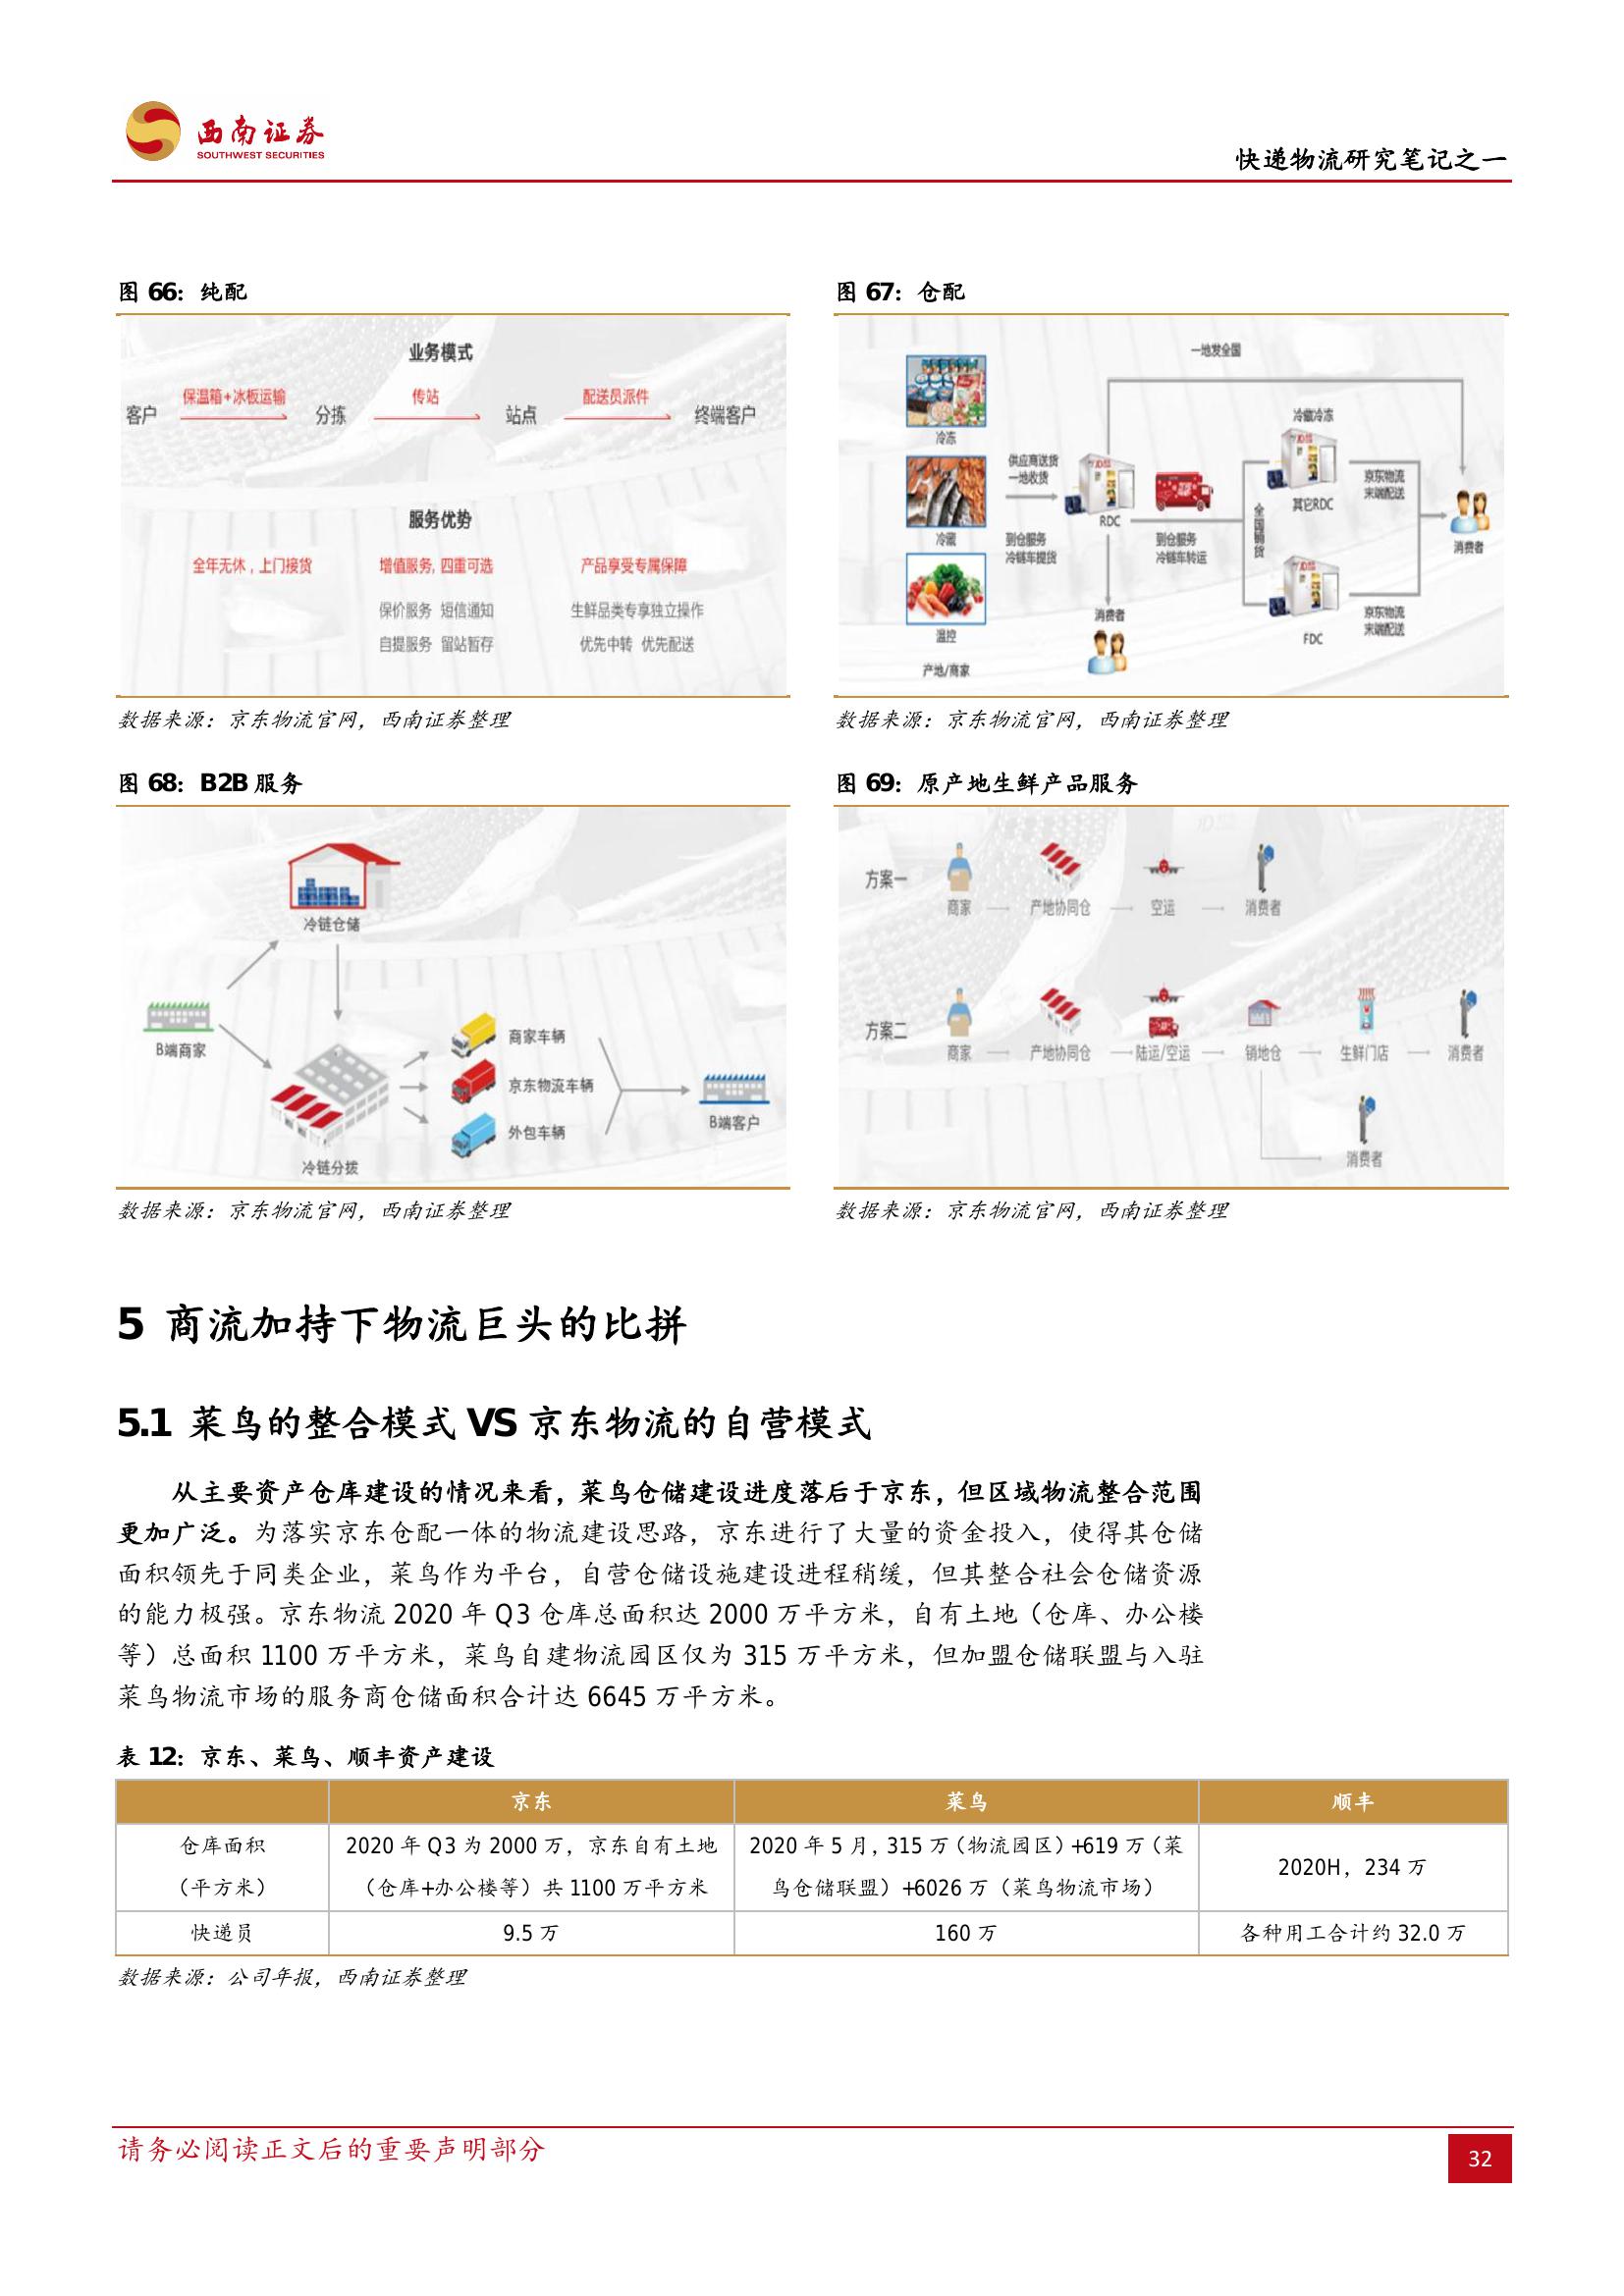 西南证券
SOUTHWEST SECURITIES
快递物流研究笔记之一
图 66：纯配
业务模式
客户 保温箱+冰板运输 分拣 传站 站点 配送员派件 终端客户
服务优势
全年无休，上门接货 增值服务, 四重可选 产品享受专属保障
保价服务 短信通知 生鲜品类专享独立操作
自提服务 留站暂存 优先中转 优先配送
数据来源：京东物流官网，西南证券整理
图 67：仓配
一地发全国
冷冻
冷藏
温控
产地/商家
供应商送货
一地收货
到仓服务
冷链车提货
RDC
消费者
到仓服务
冷链车转运
冷藏冷冻
其它RDC
FDC
京东物流
末端配送
京东物流
末端配送
消费者
数据来源：京东物流官网，西南证券整理
图 68：B2B 服务
冷链仓储
B端商家
冷链分拨
商家车辆
京东物流车辆
外包车辆
B端客户
数据来源：京东物流官网，西南证券整理
图 69：原产地生鲜产品服务
方案一
商家 产地协同仓 空运 消费者
方案二
商家 产地协同仓 陆运/空运 销地仓 生鲜门店 消费者
消费者
数据来源：京东物流官网，西南证券整理
5 商流加持下物流巨头的比拼
5.1 菜鸟的整合模式 VS 京东物流的自营模式
从主要资产仓库建设的情况来看，菜鸟仓储建设进度落后于京东，但区域物流整合范围
更加广泛。为落实京东仓配一体的物流建设思路，京东进行了大量的资金投入，使得其仓储
面积领先于同类企业，菜鸟作为平台，自营仓储设施建设进程稍缓，但其整合社会仓储资源
的能力极强。京东物流 2020 年 Q3 仓库总面积达 2000 万平方米，自有土地（仓库、办公楼
等）总面积 1100 万平方米，菜鸟自建物流园区仅为 315 万平方米，但加盟仓储联盟与入驻
菜鸟物流市场的服务商仓储面积合计达 6645 万平方米。
表 12：京东、菜鸟、顺丰资产建设
京东 菜鸟 顺丰
仓库面积
（平方米）
2020 年 Q3 为 2000 万，京东自有土地
（仓库+办公楼等）共 1100 万平方米
2020 年 5 月，315 万（物流园区）+619 万（菜
鸟仓储联盟）+6026 万（菜鸟物流市场）
2020H，234 万
快递员 9.5 万 160 万 各种用工合计约 32.0 万
数据来源：公司年报，西南证券整理
请务必阅读正文后的重要声明部分
32